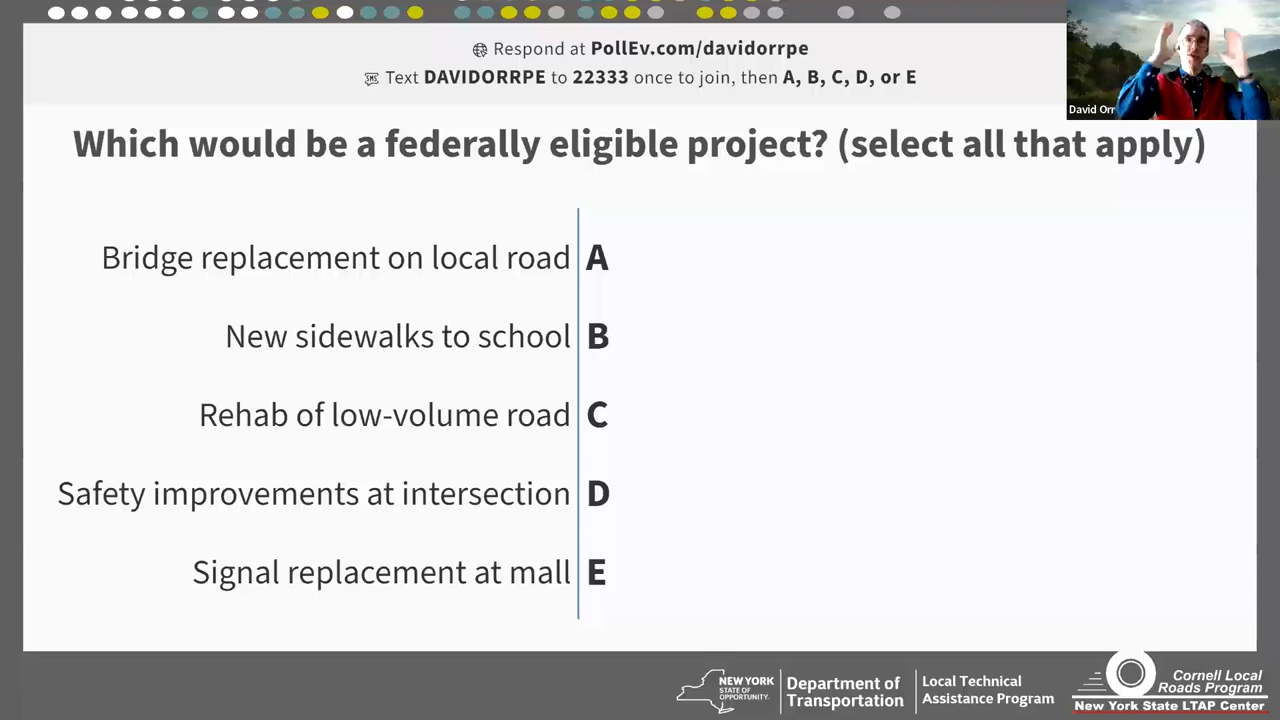 Respond at PollEv.com/davidorrpe
Text DAVIDORRPE to 22333 once to join, then A, B, C, D, or E
David Orr
Which would be a federally eligible project? (select all that apply)
Bridge replacement on local road A
New sidewalks to school B
Rehab of low-volume road C
Safety improvements at intersection D
Signal replacement at mall E
NEW YORK
STATE OF
OPPORTUNITY.
Department of
Transportation
Local Technical
Assistance Program
Cornell Local
Roads Program
New York State LTAP Center